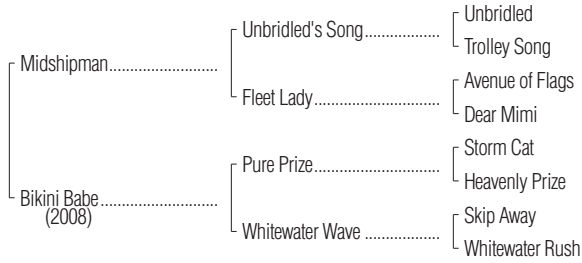 Unbridled
Unbridled's Song
Trolley Song
Midshipman
Avenue of Flags
Fleet Lady
Dear Mimi
Storm Cat
Pure Prize
Heavenly Prize
Bikini Babe
(2008)
Skip Away
Whitewater Wave
Whitewater Rush